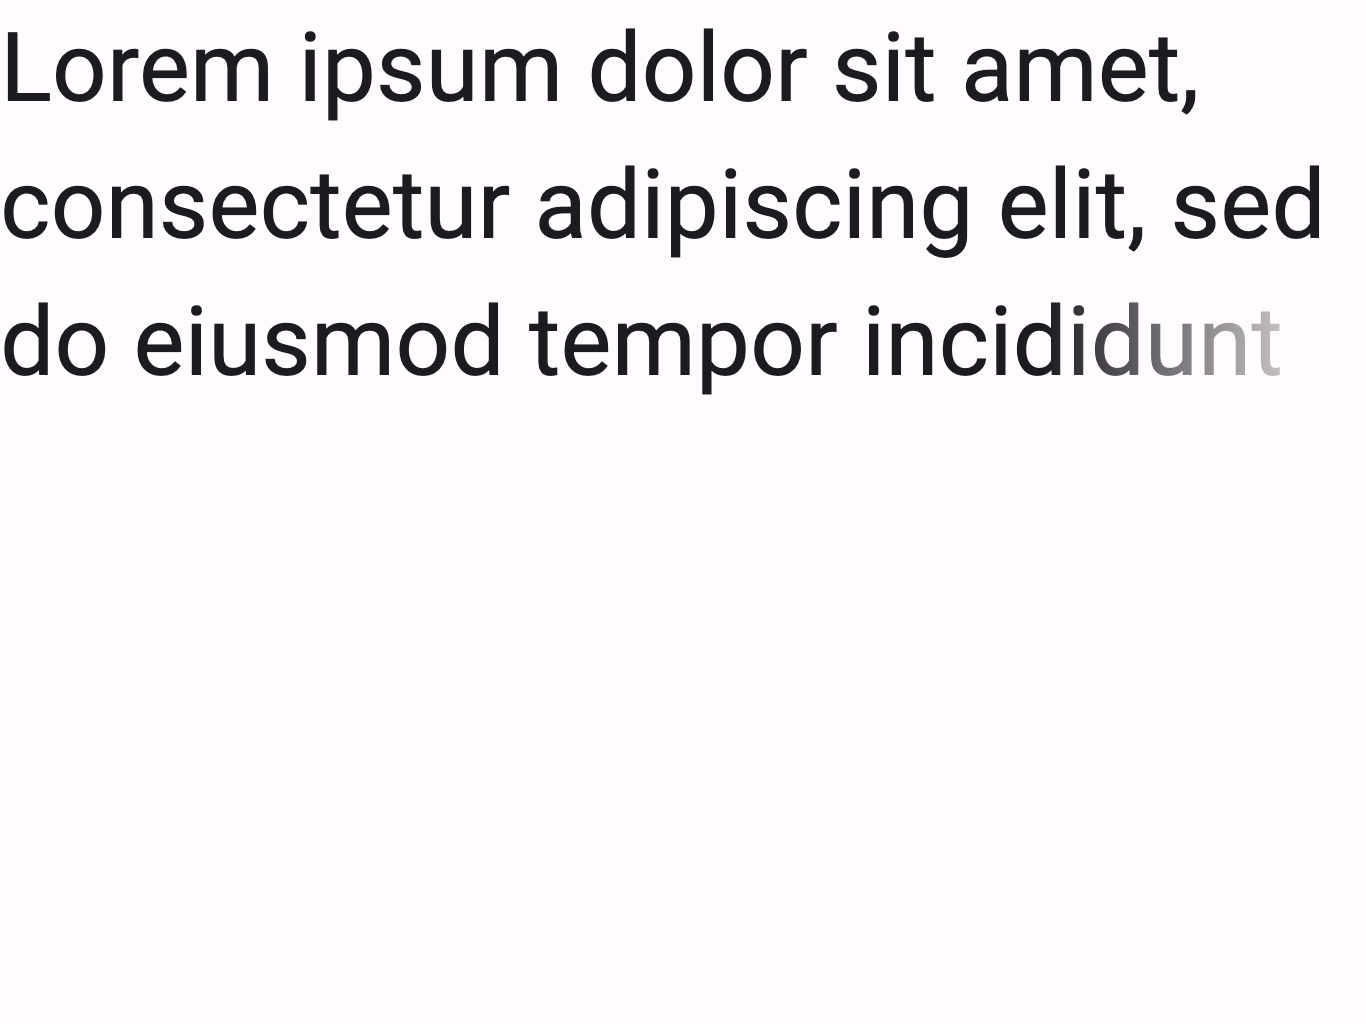 Lorem ipsum dolor sit amet,
consectetur adipiscing elit, sed
do eiusmod tempor incididunt